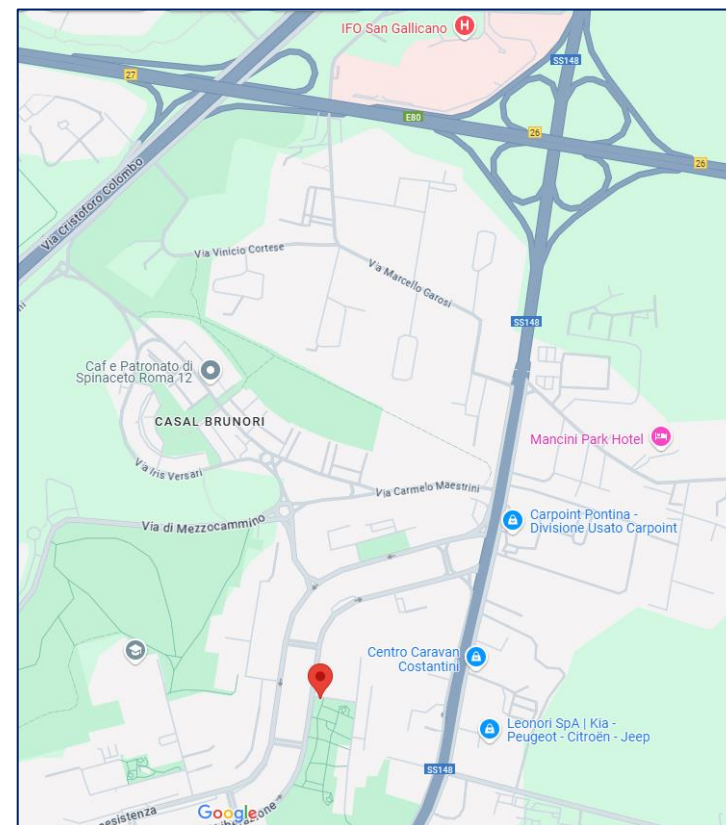 IFO San Gallicano
H
SS148
27
E80
26
26
Via Cristoforo Colombo
Via Vinicio Cortese
Via Marcello Garosi
SS148
Caf e Patronato di
Spinaceto Roma 12
CASAL BRUNORI
Mancini Park Hotel
Via Iris Versari
Via Carmelo Maestrini
Via di Mezzocammino
Carpoint Pontina -
Divisione Usato Carpoint
Centro Caravan
Costantini
Leonori SpA | Kia -
Peugeot - Citroën - Jeep
SS148
Google